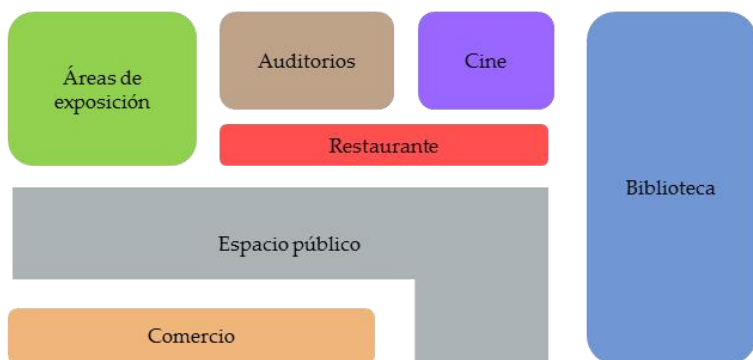 Áreas de
exposición
Auditorios
Cine
Restaurante
Biblioteca
Espacio público
Comercio